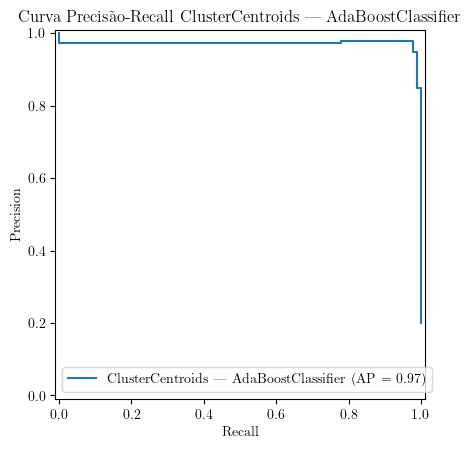 Curva Precisão-Recall ClusterCentroids — AdaBoostClassifier
1.0
0.8
0.6
0.4
0.2
0.0
Precision
ClusterCentroids — AdaBoostClassifier (AP = 0.97)
0.0 0.2 0.4 0.6 0.8 1.0
Recall